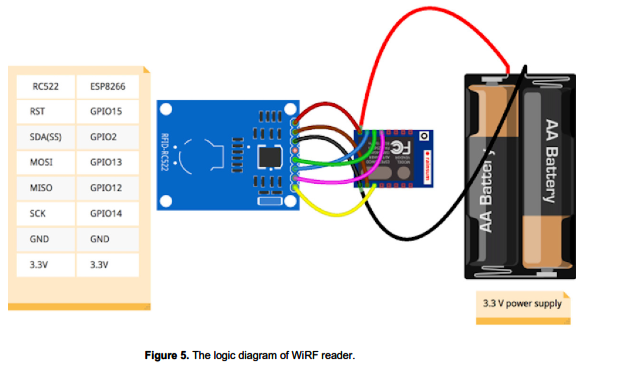 RC522 ESP8266
RST GPIO15
SDA(SS) GPIO2
MOSI GPIO13
MISO GPIO12
SCK GPIO14
GND GND
3.3V 3.3V
RFID-RC522
FC
AA Battery
AA Battery
3.3 V power supply
Figure 5. The logic diagram of WiRF reader.